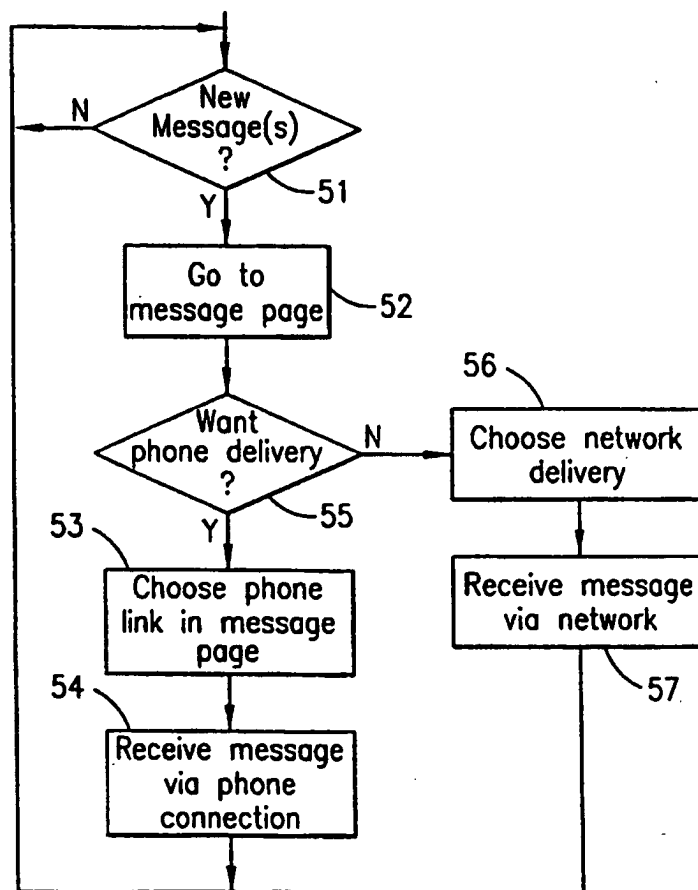 N
New
Message(s)
?
51
Y
Go to
message page
52
Want
phone delivery
?
N
55
Y
56
Choose network
delivery
53
Choose phone
link in message
page
Receive message
via network
57
54
Receive message
via phone
connection